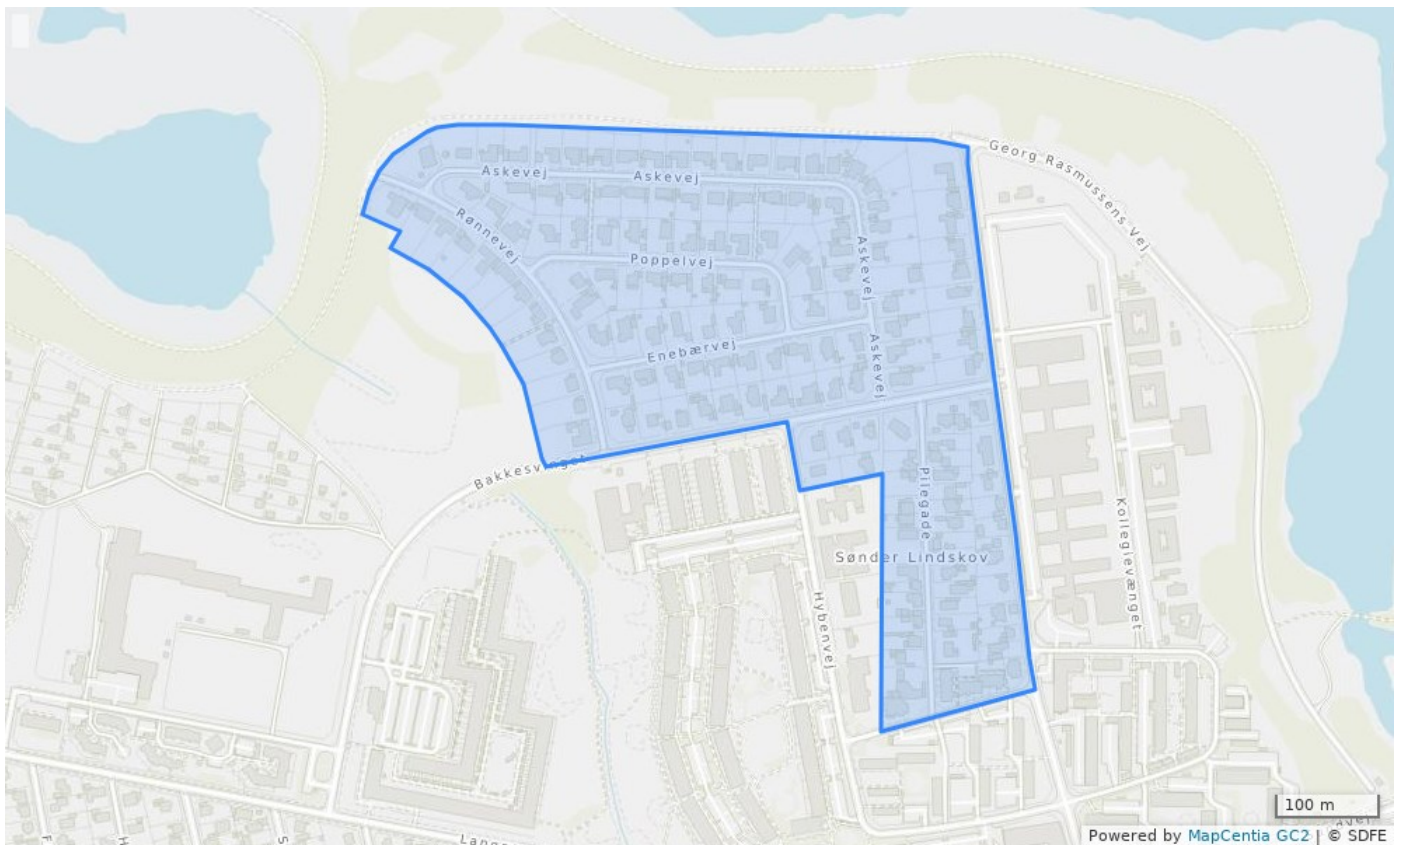 Georg Rasmussens Vej
Askevej
Askevej
Rønnevej
Askevej
Poppelvej
Enebærvej
Askevej
Bakkesvinget
Pilegade
Kollegievænget
Sønder Lindskov
Hybenvej
100 m
Powered by MapCentia GC2 | © SDFE